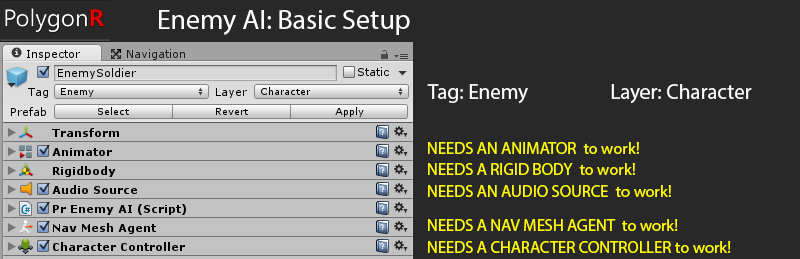 PolygonR
Enemy AI: Basic Setup
Inspector
Navigation
EnemySoldier
Static
Tag Enemy
Layer Character
Prefab Select Revert Apply
Transform
Animator
Rigidbody
Audio Source
Pr Enemy AI (Script)
Nav Mesh Agent
Character Controller
Tag: Enemy
Layer: Character
NEEDS AN ANIMATOR to work!
NEEDS A RIGID BODY to work!
NEEDS AN AUDIO SOURCE to work!
NEEDS A NAV MESH AGENT to work!
NEEDS A CHARACTER CONTROLLER to work!